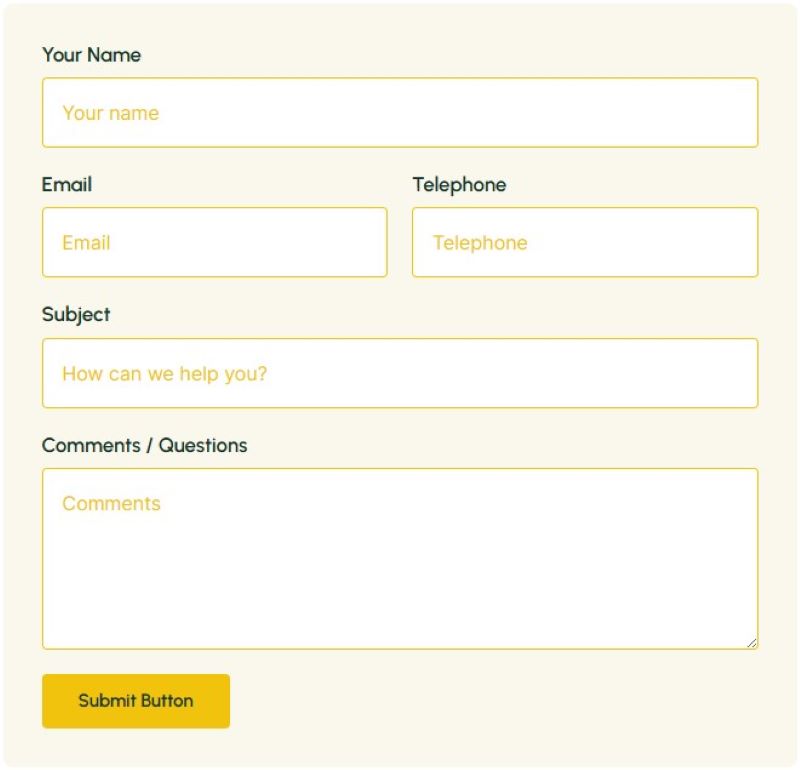 Your Name
Your name
Email
Telephone
Email
Telephone
Subject
How can we help you?
Comments / Questions
Comments
Submit Button